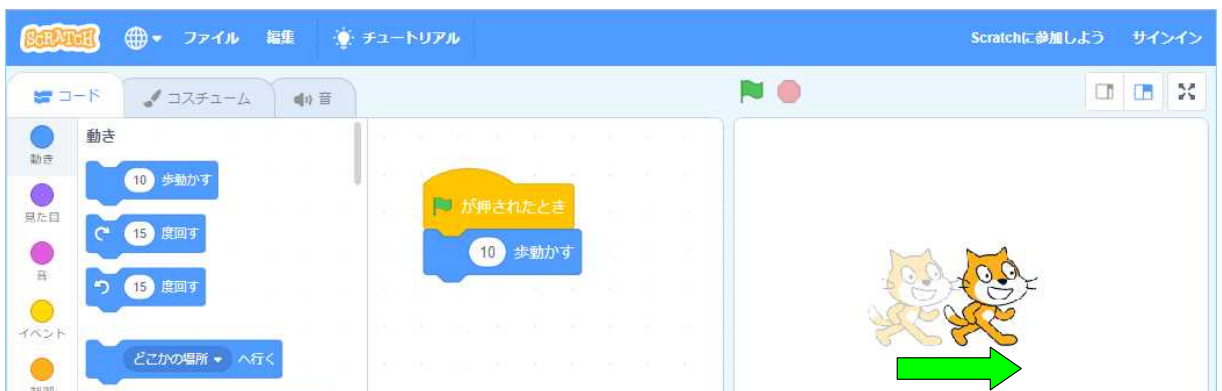 SCRATCH ファイル 編集 チュートリアル Scratchに参加しよう サインイン
コード コスチューム 音
動き
見た目
音
イベント
動き
10 歩動かす
15 度回す
15 度回す
どこかの場所 へ行く
が押されたとき
10 歩動かす